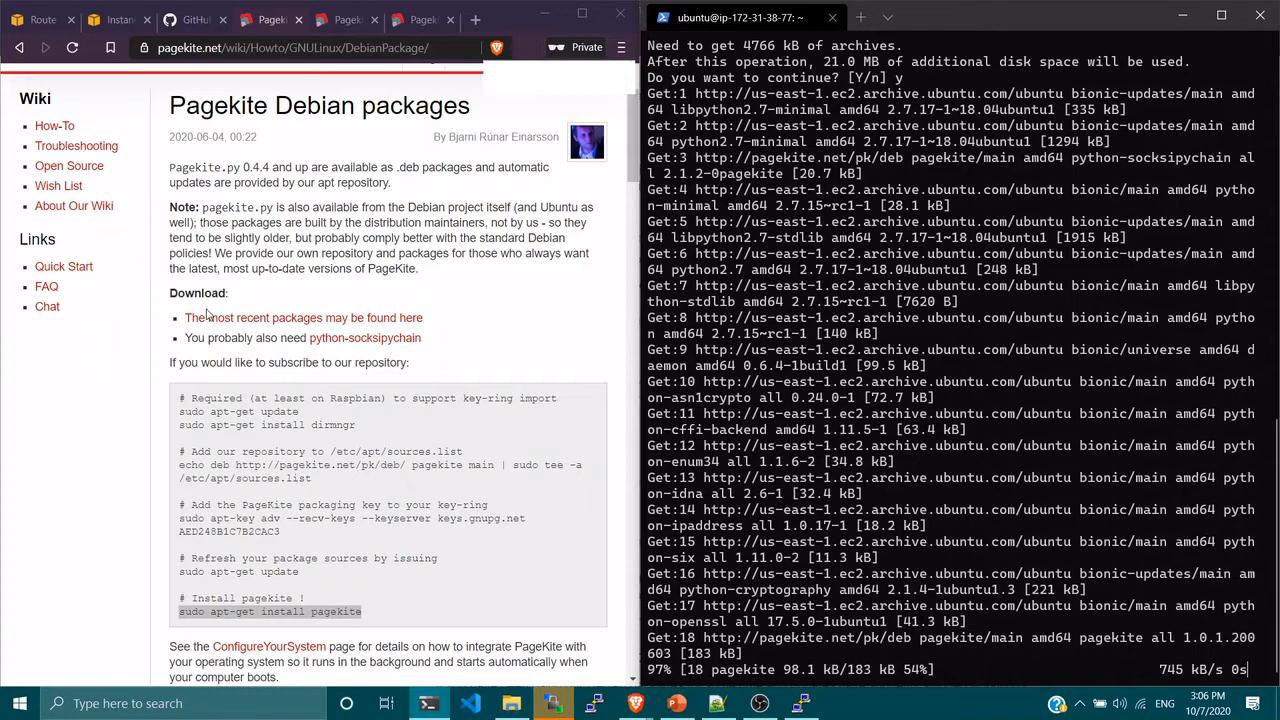 Route
Instan
GitHUI
Pageki
Pageki
Pageki
pagekite.net/wiki/Howto/GNULinux/DebianPackage/
Private
Wiki
How-To
Troubleshooting
Open Source
Wish List
About Our Wiki
Links
Quick Start
FAQ
Chat
Pagekite Debian packages
2020-06-04, 00:22
By Bjarni Rúnar Einarsson
Pagekite.py 0.4.4 and up are available as .deb packages and automatic
updates are provided by our apt repository.
Note: pagekite.py is also available from the Debian project itself (and Ubuntu as
well); those packages are built by the distribution maintainers, not by us - so they
tend to be slightly older, but probably comply better with the standard Debian
policies! We provide our own repository and packages for those who always want
the latest, most up-to-date versions of PageKite.
Download:
The most recent packages may be found here
You probably also need python-socksipychain
If you would like to subscribe to our repository:
# Required (at least on Raspbian) to support key-ring import
sudo apt-get update
sudo apt-get install dirmngr
# Add our repository to /etc/apt/sources.list
echo deb http://pagekite.net/pk/deb/ pagekite main | sudo tee -a
/etc/apt/sources.list
# Add the PageKite packaging key to your key-ring
sudo apt-key adv --recv-keys --keyserver keys.gnupg.net
AED248B1C7B2CAC3
# Refresh your package sources by issuing
sudo apt-get update
# Install pagekite !
sudo apt-get install pagekite
See the ConfigureYourSystem page for details on how to integrate PageKite with
your operating system so it runs in the background and starts automatically when
your computer boots.
ubuntu@ip-172-31-38-77: ~
Need to get 4766 kB of archives.
After this operation, 21.0 MB of additional disk space will be used.
Do you want to continue? [Y/n] y
Get:1 http://us-east-1.ec2.archive.ubuntu.com/ubuntu bionic-updates/main amd
64 libpython2.7-minimal amd64 2.7.17-1~18.04ubuntu1 [335 kB]
Get:2 http://us-east-1.ec2.archive.ubuntu.com/ubuntu bionic-updates/main amd
64 python2.7-minimal amd64 2.7.17-1~18.04ubuntu1 [1294 kB]
Get:3 http://pagekite.net/pk/deb pagekite/main amd64 python-socksipychain al
l 2.1.2-0pagekite [20.7 kB]
Get:4 http://us-east-1.ec2.archive.ubuntu.com/ubuntu bionic/main amd64 pytho
n-minimal amd64 2.7.15~rc1-1 [28.1 kB]
Get:5 http://us-east-1.ec2.archive.ubuntu.com/ubuntu bionic-updates/main amd
64 libpython2.7-stdlib amd64 2.7.17-1~18.04ubuntu1 [1915 kB]
Get:6 http://us-east-1.ec2.archive.ubuntu.com/ubuntu bionic-updates/main amd
64 python2.7 amd64 2.7.17-1~18.04ubuntu1 [248 kB]
Get:7 http://us-east-1.ec2.archive.ubuntu.com/ubuntu bionic/main amd64 libpy
thon-stdlib amd64 2.7.15~rc1-1 [7620 B]
Get:8 http://us-east-1.ec2.archive.ubuntu.com/ubuntu bionic/main amd64 pytho
n amd64 2.7.15~rc1-1 [140 kB]
Get:9 http://us-east-1.ec2.archive.ubuntu.com/ubuntu bionic/universe amd64 d
aemon amd64 0.6.4-1build1 [99.5 kB]
Get:10 http://us-east-1.ec2.archive.ubuntu.com/ubuntu bionic/main amd64 pyth
on-asn1crypto all 0.24.0-1 [72.7 kB]
Get:11 http://us-east-1.ec2.archive.ubuntu.com/ubuntu bionic/main amd64 pyth
on-cffi-backend amd64 1.11.5-1 [63.4 kB]
Get:12 http://us-east-1.ec2.archive.ubuntu.com/ubuntu bionic/main amd64 pyth
on-enum34 all 1.1.6-2 [34.8 kB]
Get:13 http://us-east-1.ec2.archive.ubuntu.com/ubuntu bionic/main amd64 pyth
on-idna all 2.6-1 [32.4 kB]
Get:14 http://us-east-1.ec2.archive.ubuntu.com/ubuntu bionic/main amd64 pyth
on-ipaddress all 1.0.17-1 [18.2 kB]
Get:15 http://us-east-1.ec2.archive.ubuntu.com/ubuntu bionic/main amd64 pyth
on-six all 1.11.0-2 [11.3 kB]
Get:16 http://us-east-1.ec2.archive.ubuntu.com/ubuntu bionic-updates/main am
d64 python-cryptography amd64 2.1.4-1ubuntu1.3 [221 kB]
Get:17 http://us-east-1.ec2.archive.ubuntu.com/ubuntu bionic/main amd64 pyth
on-openssl all 17.5.0-1ubuntu1 [41.3 kB]
Get:18 http://pagekite.net/pk/deb pagekite/main amd64 pagekite all 1.0.1.200
603 [183 kB]
97% [18 pagekite 98.1 kB/183 kB 54%] 745 kB/s 0s
Type here to search
3:06 PM
10/7/2020